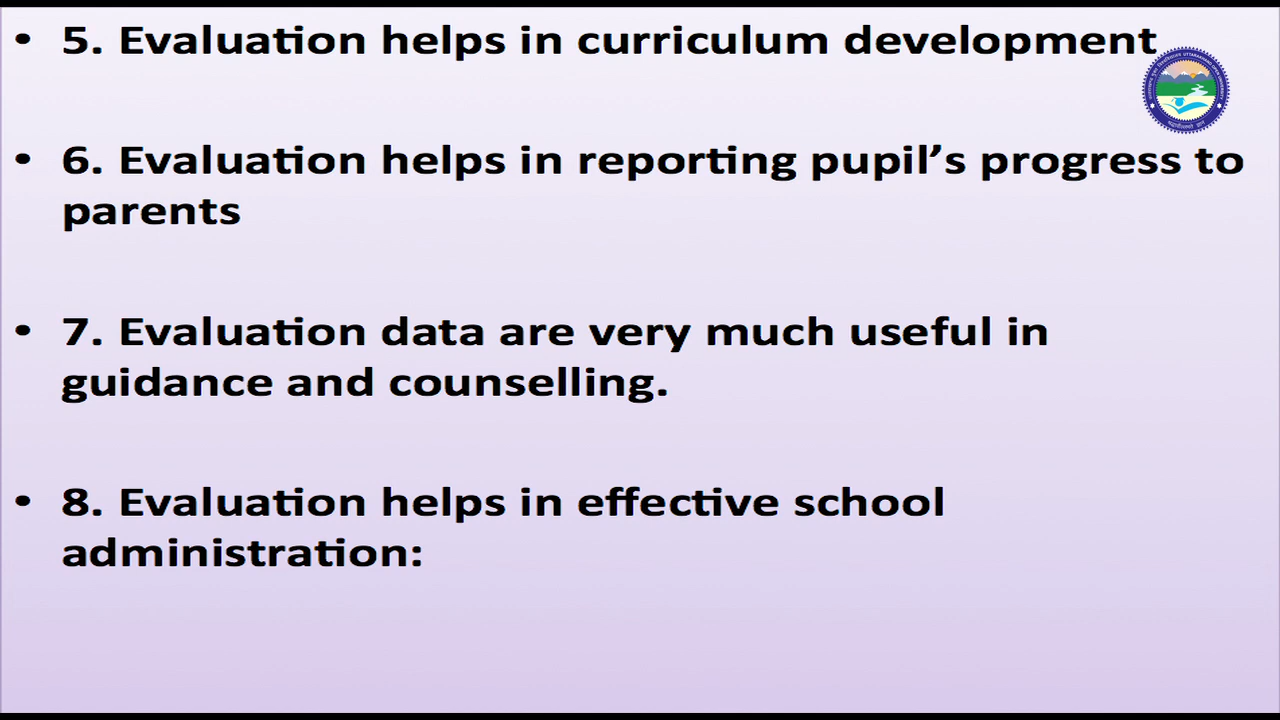 • 5. Evaluation helps in curriculum development
• 6. Evaluation helps in reporting pupil’s progress to
parents
• 7. Evaluation data are very much useful in
guidance and counselling.
• 8. Evaluation helps in effective school
administration: